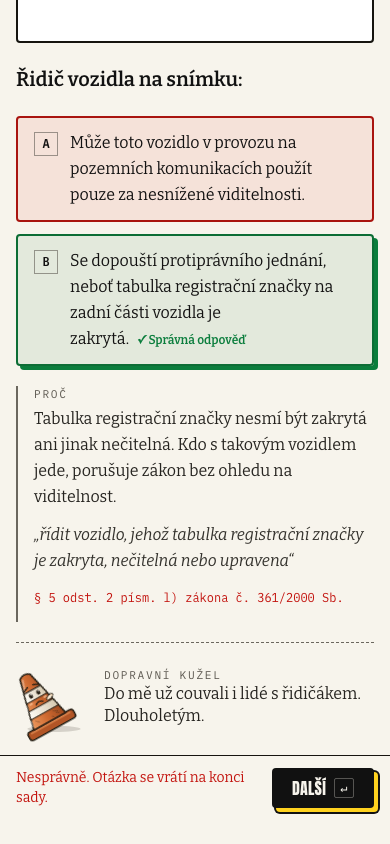 Řidič vozidla na snímku:
A
Může toto vozidlo v provozu na
pozemních komunikacích použít
pouze za nesnížené viditelnosti.
B
Se dopouští protiprávního jednání,
neboť tabulka registrační značky na
zadní části vozidla je
zakrytá. ✓Správná odpověď
PROČ
Tabulka registrační značky nesmí být zakrytá
ani jinak nečitelná. Kdo s takovým vozidlem
jede, porušuje zákon bez ohledu na
viditelnost.
„řídit vozidlo, jehož tabulka registrační značky
je zakryta, nečitelná nebo upravena“
§ 5 odst. 2 písm. l) zákona č. 361/2000 Sb.
DOPRAVNÍ KUŽEL
Do mě už couvali i lidé s řidičákem.
Dlouholetým.
Nesprávně. Otázka se vrátí na konci
sady.
DALŠÍ ↵